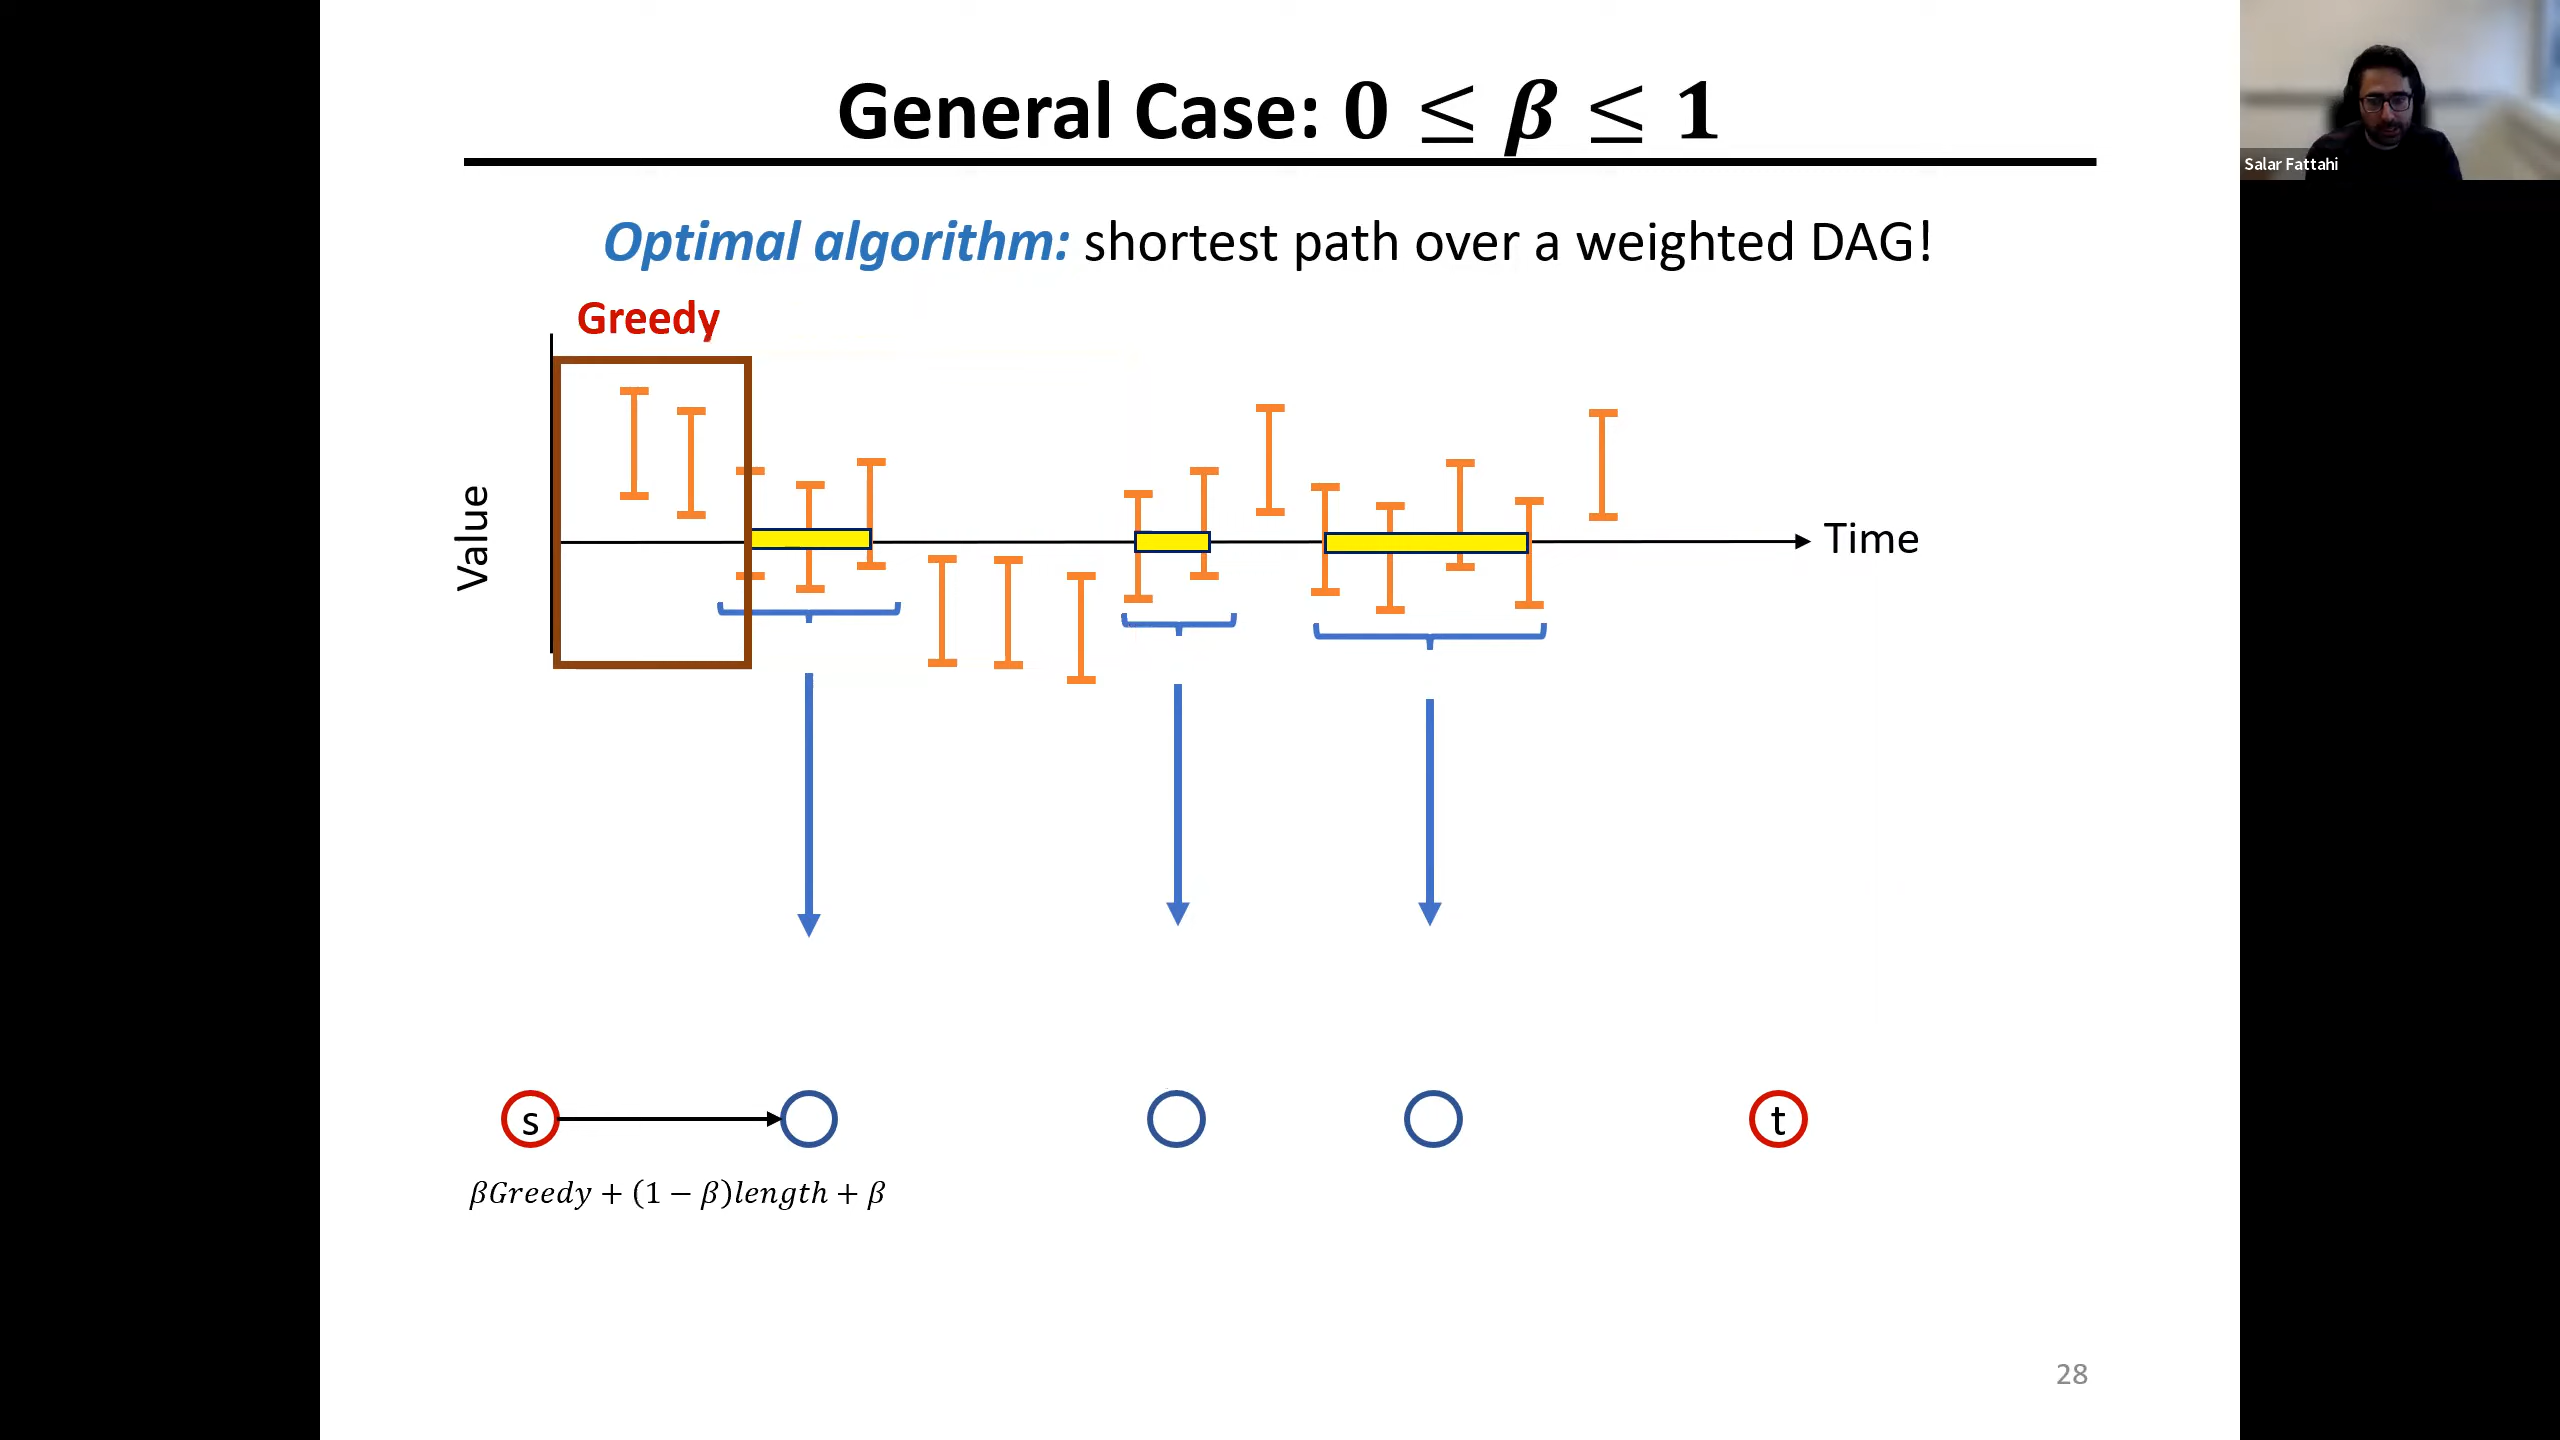 General Case: 0 ≤ β ≤ 1
Salar Fattahi
Optimal algorithm: shortest path over a weighted DAG!
Greedy
Value
Time
s
t
βGreedy + (1 − β)length + β
28